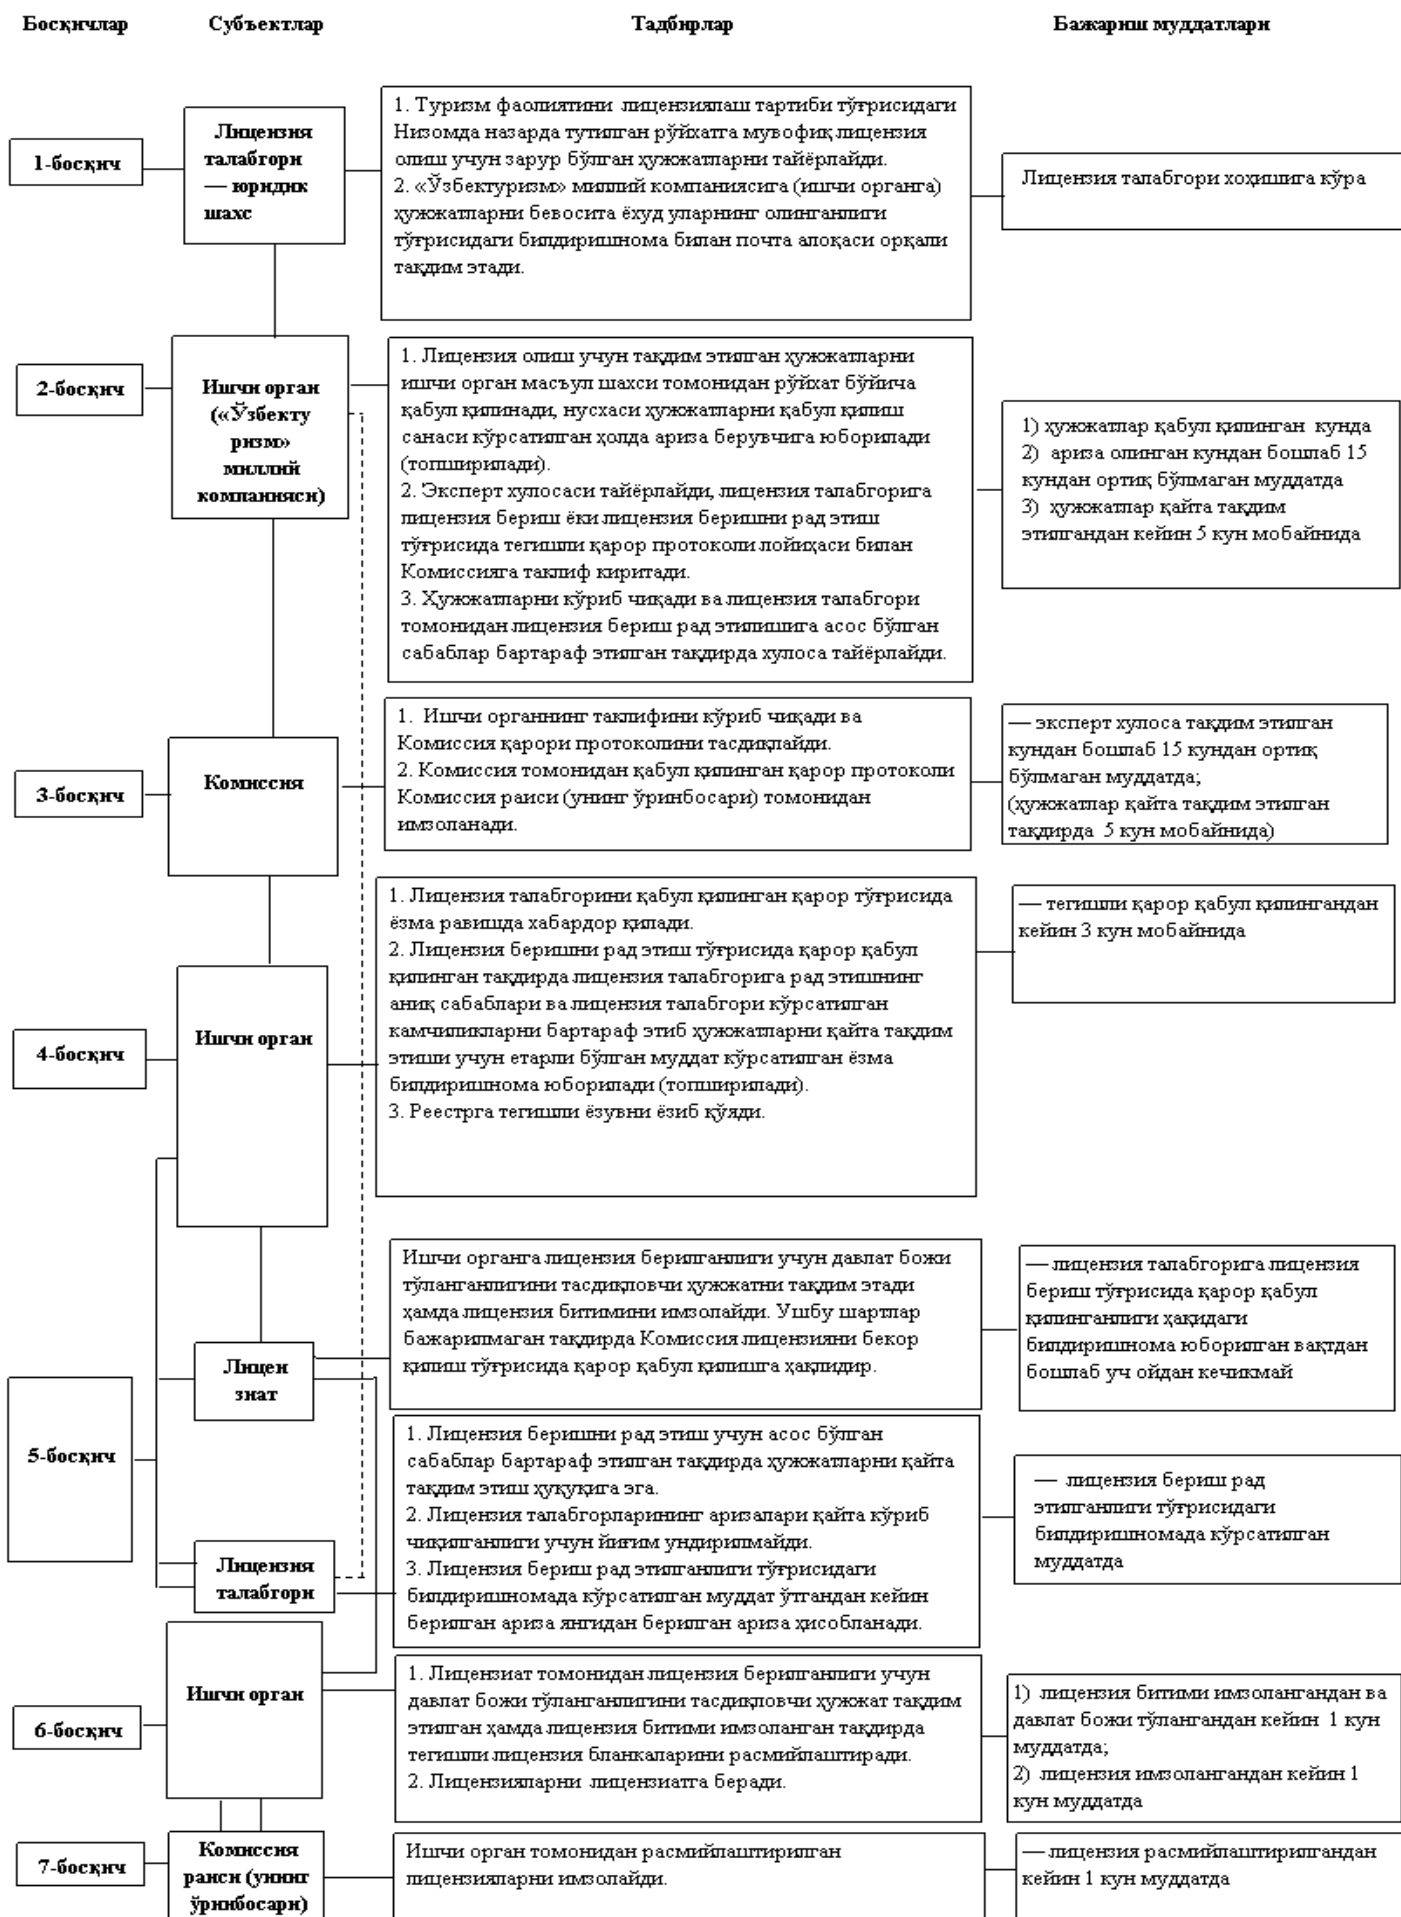 Босқичлар Субъектлар Тадбирлар Бажариш муддатлари
1-босқич
Лицензия
талабгори
— юридик
шахс
1. Туризм фаолиятини лицензиялаш тартиби тўғрисидаги
Низомда назарда тутилган рўйхатга мувофиқ лицензия
олиш учун зарур бўлган ҳужжатларни тайёрлайди.
2. «Ўзбектуризм» миллий компаниясига (ишчи органга)
ҳужжатларни бевосита ёхуд уларнинг олинганлиги
тўғрисидаги билдиришнома билан почта алоқаси орқали
тақдим этади.
Лицензия талабгори хоҳишига кўра
2-босқич
Ишчи орган
(«Ўзбекту
ризм»
миллий
компанияси)
1. Лицензия олиш учун тақдим этилган ҳужжатларни
ишчи орган масъул шахси томонидан рўйхат бўйича
қабул қилинади, нусхаси ҳужжатларни қабул қилиш
санаси кўрсатилган ҳолда ариза берувчига юборилади
(топширилади).
2. Эксперт хулосаси тайёрлайди, лицензия талабгорига
лицензия бериш ёки лицензия беришни рад этиш
тўғрисида тегишли қарор протоколи лойиҳаси билан
Комиссияга таклиф киритади.
3. Ҳужжатларни кўриб чиқади ва лицензия талабгори
томонидан лицензия бериш рад этилишига асос бўлган
сабаблар бартараф этилган тақдирда хулоса тайёрлайди.
1) ҳужжатлар қабул қилинган кунда
2) ариза олинган кундан бошлаб 15
кундан ортиқ бўлмаган муддатда
3) ҳужжатлар қайта тақдим
этилгандан кейин 5 кун мобайнида
3-босқич
Комиссия
1. Ишчи органнинг таклифини кўриб чиқади ва
Комиссия қарори протоколини тасдиқлайди.
2. Комиссия томонидан қабул қилинган қарор протоколи
Комиссия раиси (унинг ўринбосари) томонидан
имзоланади.
— эксперт хулоса тақдим этилган
кундан бошлаб 15 кундан ортиқ
бўлмаган муддатда;
(ҳужжатлар қайта тақдим этилган
тақдирда 5 кун мобайнида)
4-босқич
Ишчи орган
1. Лицензия талабгорини қабул қилинган қарор тўғрисида
ёзма равишда хабардор қилади.
2. Лицензия беришни рад этиш тўғрисида қарор қабул
қилинган тақдирда лицензия талабгорига рад этишнинг
аниқ сабаблари ва лицензия талабгори кўрсатилган
камчиликларни бартараф этиб ҳужжатларни қайта тақдим
этиши учун етарли бўлган муддат кўрсатилган ёзма
билдиришнома юборилади (топширилади).
3. Реестрга тегишли ёзувни ёзиб қўяди.
— тегишли қарор қабул қилингандан
кейин 3 кун мобайнида
5-босқич
Лицен
зиат
Ишчи органга лицензия берилганлиги учун давлат божи
тўланганлигини тасдиқловчи ҳужжатни тақдим этади
ҳамда лицензия битимини имзолайди. Ушбу шартлар
бажарилмаган тақдирда Комиссия лицензияни бекор
қилиш тўғрисида қарор қабул қилишга ҳақлидир.
— лицензия талабгорига лицензия
бериш тўғрисида қарор қабул
қилинганлиги ҳақидаги
билдиришнома юборилган вақтдан
бошлаб уч ойдан кечикмай
Лицензия
талабгори
1. Лицензия беришни рад этиш учун асос бўлган
сабаблар бартараф этилган тақдирда ҳужжатларни қайта
тақдим этиш ҳуқуқига эга.
2. Лицензия талабгорларининг аризалари қайта кўриб
чиқилганлиги учун йиғим ундирилмайди.
3. Лицензия бериш рад этилганлиги тўғрисидаги
билдиришномада кўрсатилган муддат ўтгандан кейин
берилган ариза янгидан берилган ариза ҳисобланади.
— лицензия бериш рад
этилганлиги тўғрисидаги
билдиришномада кўрсатилган
муддатда
6-босқич
Ишчи орган
1. Лицензиат томонидан лицензия берилганлиги учун
давлат божи тўланганлигини тасдиқловчи ҳужжат тақдим
этилган ҳамда лицензия битими имзоланган тақдирда
тегишли лицензия бланкаларини расмийлаштиради.
2. Лицензияларни лицензиатга беради.
1) лицензия битими имзолангандан ва
давлат божи тўлангандан кейин 1 кун
муддатда;
2) лицензия имзолангандан кейин 1
кун муддатда
7-босқич
Комиссия
раиси (унинг
ўринбосари)
Ишчи орган томонидан расмийлаштирилган
лицензияларни имзолайди.
— лицензия расмийлаштирилгандан
кейин 1 кун муддатда